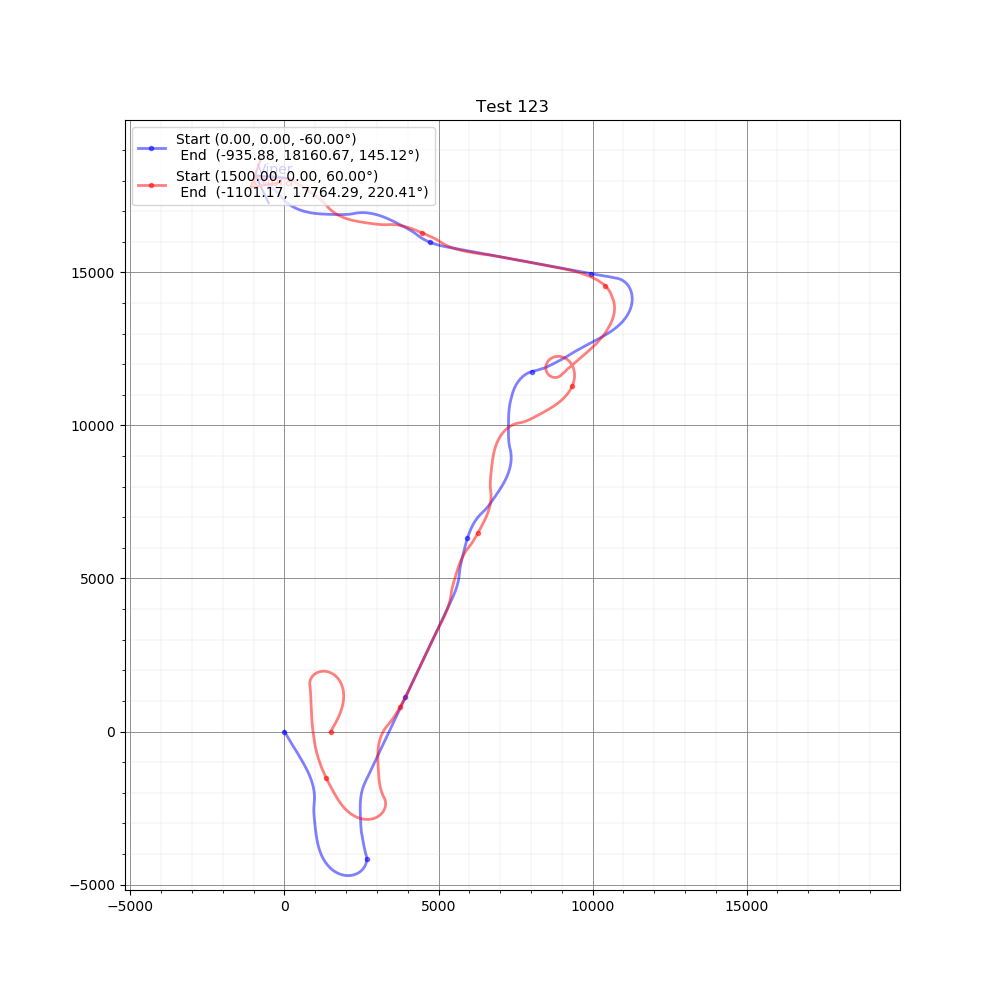 Test 123
Start (0.00, 0.00, -60.00°)
End (-935.88, 18160.67, 145.12°)
Start (1500.00, 0.00, 60.00°)
End (-1101.17, 17764.29, 220.41°)
Viper
15000
10000
5000
0
−5000
−5000 0 5000 10000 15000